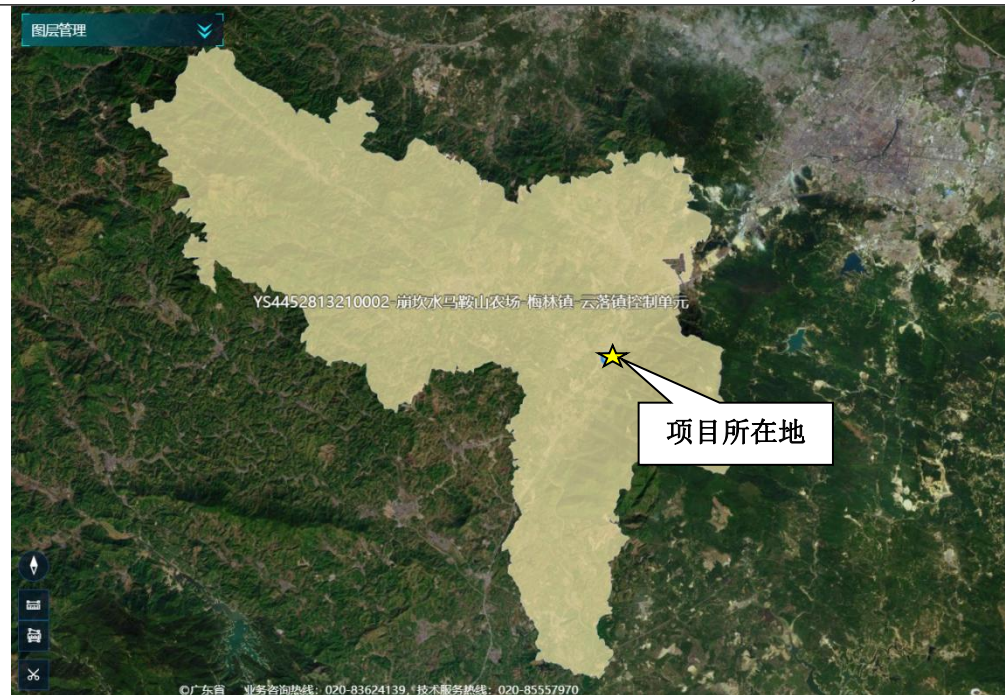 图层管理
YS4452813210002-崩坎水马鞍山农场-梅林镇-云落镇控制单元
项目所在地
©广东省 业务咨询热线：020-83624139，技术服务热线：020-85557970